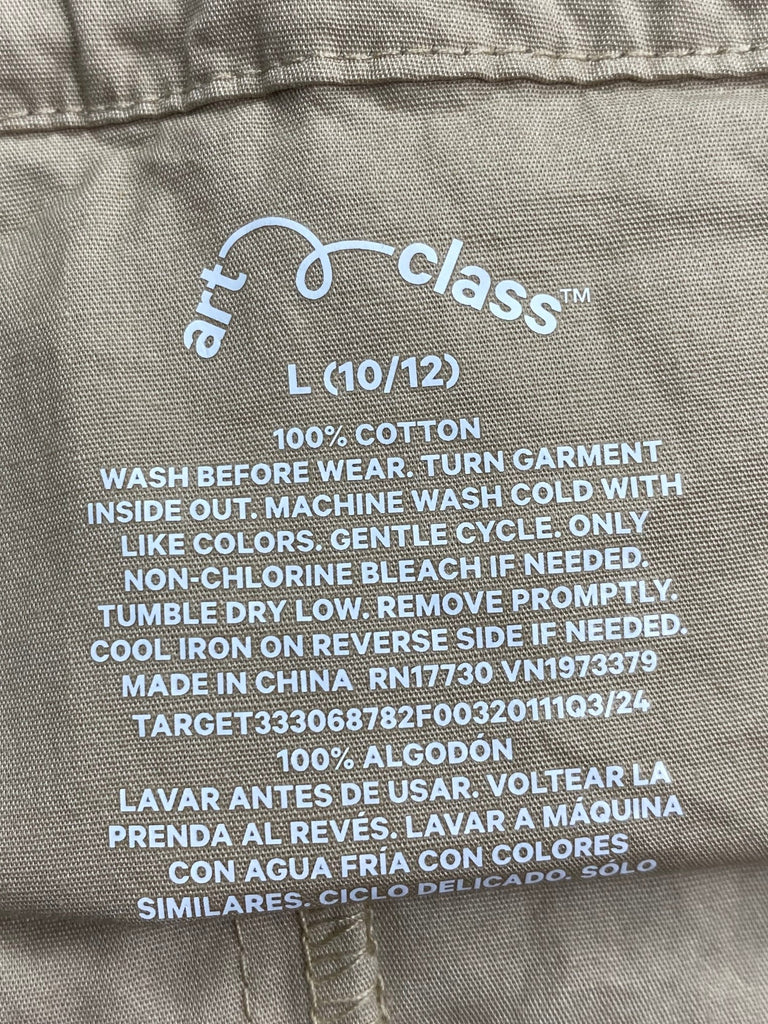 art class™
L (10/12)
100% COTTON
WASH BEFORE WEAR. TURN GARMENT
INSIDE OUT. MACHINE WASH COLD WITH
LIKE COLORS. GENTLE CYCLE. ONLY
NON-CHLORINE BLEACH IF NEEDED.
TUMBLE DRY LOW. REMOVE PROMPTLY.
COOL IRON ON REVERSE SIDE IF NEEDED.
MADE IN CHINA RN17730 VN1973379
TARGET333068782F00320111Q3/24
100% ALGODÓN
LAVAR ANTES DE USAR. VOLTEAR LA
PRENDA AL REVÉS. LAVAR A MÁQUINA
CON AGUA FRÍA CON COLORES
SIMILARES. CICLO DELICADO. SÓLO